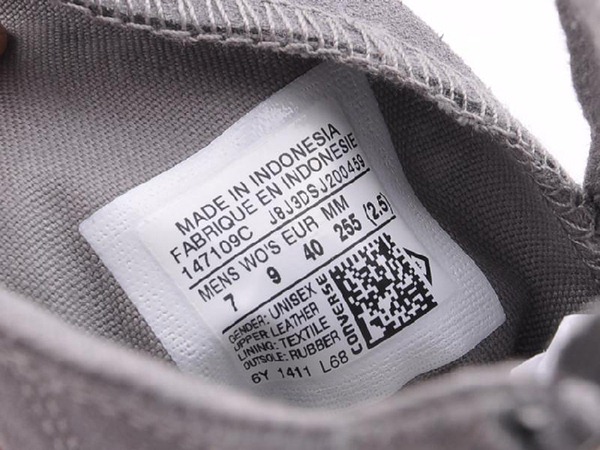 MADE IN INDONESIA
FABRIQUE EN INDONESIE
147109C J8J3DSJ200459
MENS WO'S EUR MM
7 9 40 255 (2.5)
GENDER: UNISEX
UPPER: LEATHER
LINING: TEXTILE
OUTSOLE: RUBBER
6Y 1411 L68
CONVERSE